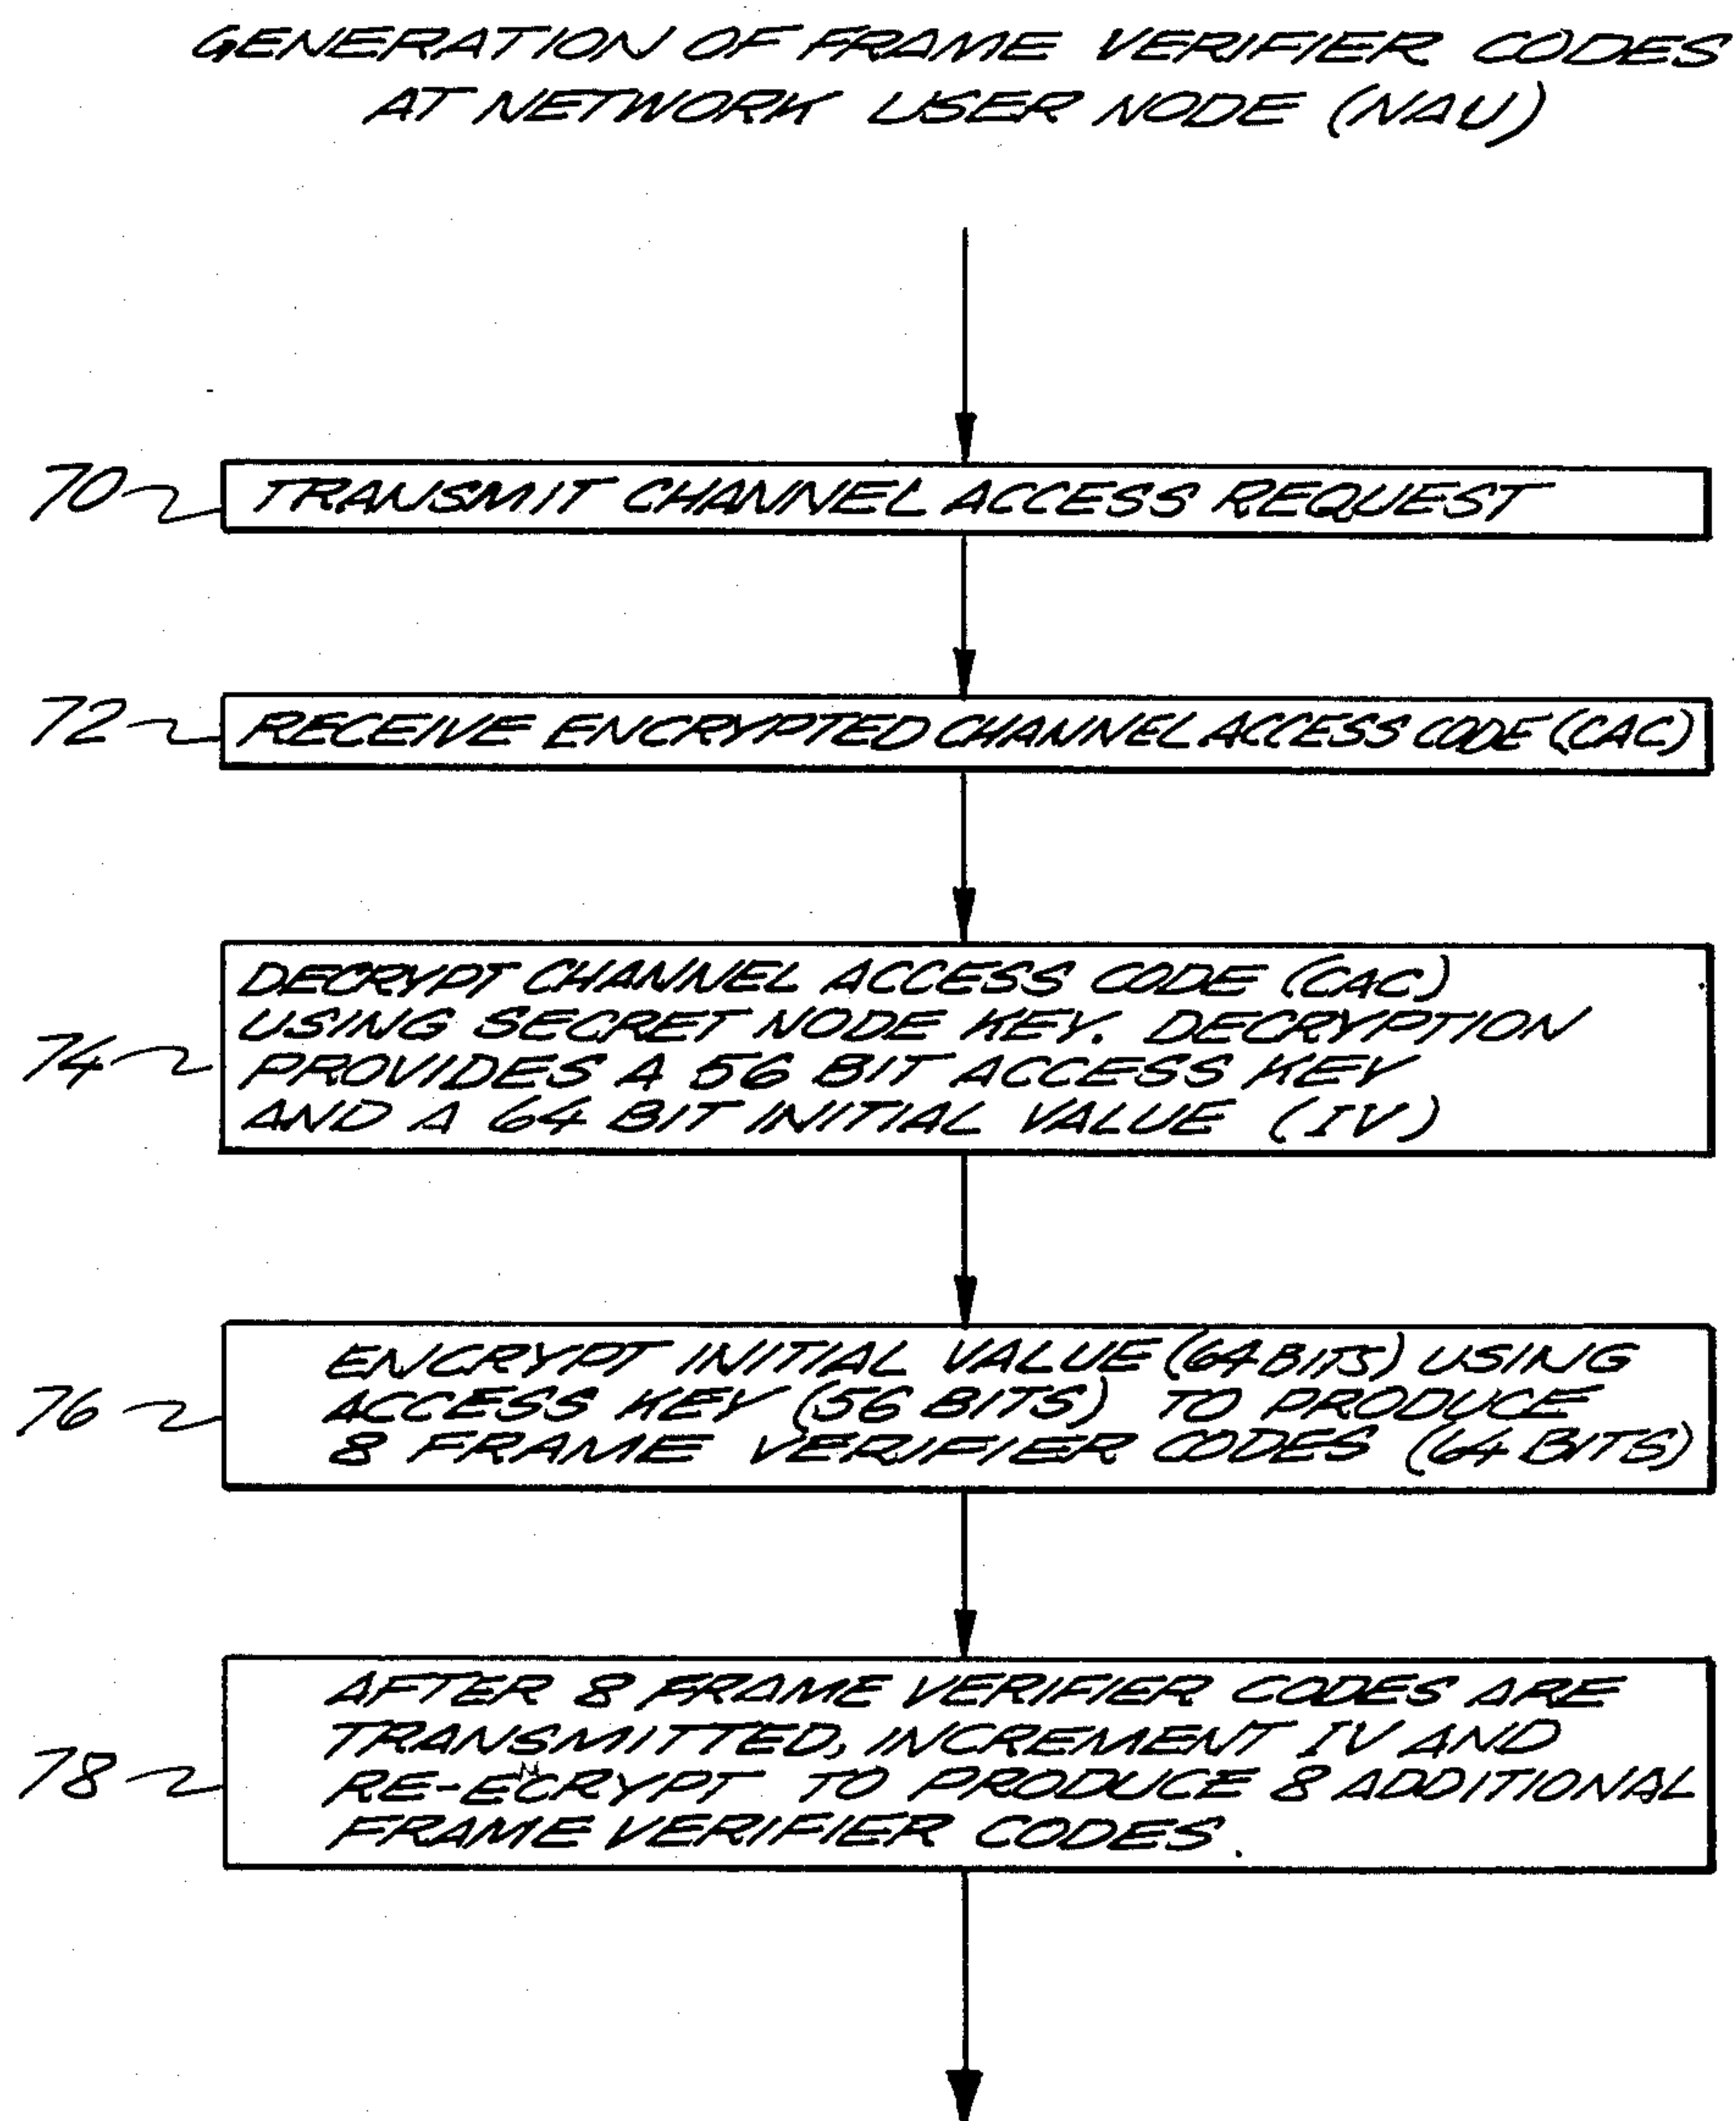 GENERATION OF FRAME VERIFIER CODES
AT NETWORK USER NODE (NAU)
70 TRANSMIT CHANNEL ACCESS REQUEST
72 RECEIVE ENCRYPTED CHANNEL ACCESS CODE (CAC)
DECRYPT CHANNEL ACCESS CODE (CAC)
USING SECRET NODE KEY. DECRYPTION
74 PROVIDES A 56 BIT ACCESS KEY
AND A 64 BIT INITIAL VALUE (IV)
ENCRYPT INITIAL VALUE (64 BITS) USING
76 ACCESS KEY (56 BITS) TO PRODUCE
8 FRAME VERIFIER CODES (64 BITS)
AFTER 8 FRAME VERIFIER CODES ARE
TRANSMITTED, INCREMENT IV AND
78 RE-ENCRYPT TO PRODUCE 8 ADDITIONAL
FRAME VERIFIER CODES.